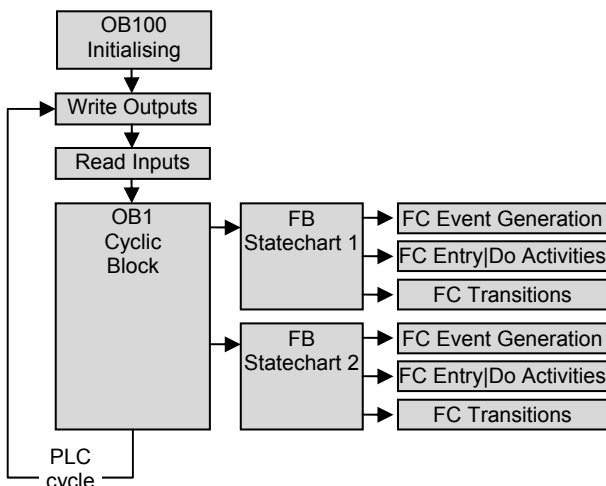 OB100
Initialising
Write Outputs
Read Inputs
OB1
Cyclic
Block
FB
Statechart 1
FC Event Generation
FC Entry|Do Activities
FC Transitions
FB
Statechart 2
FC Event Generation
FC Entry|Do Activities
FC Transitions
PLC
cycle